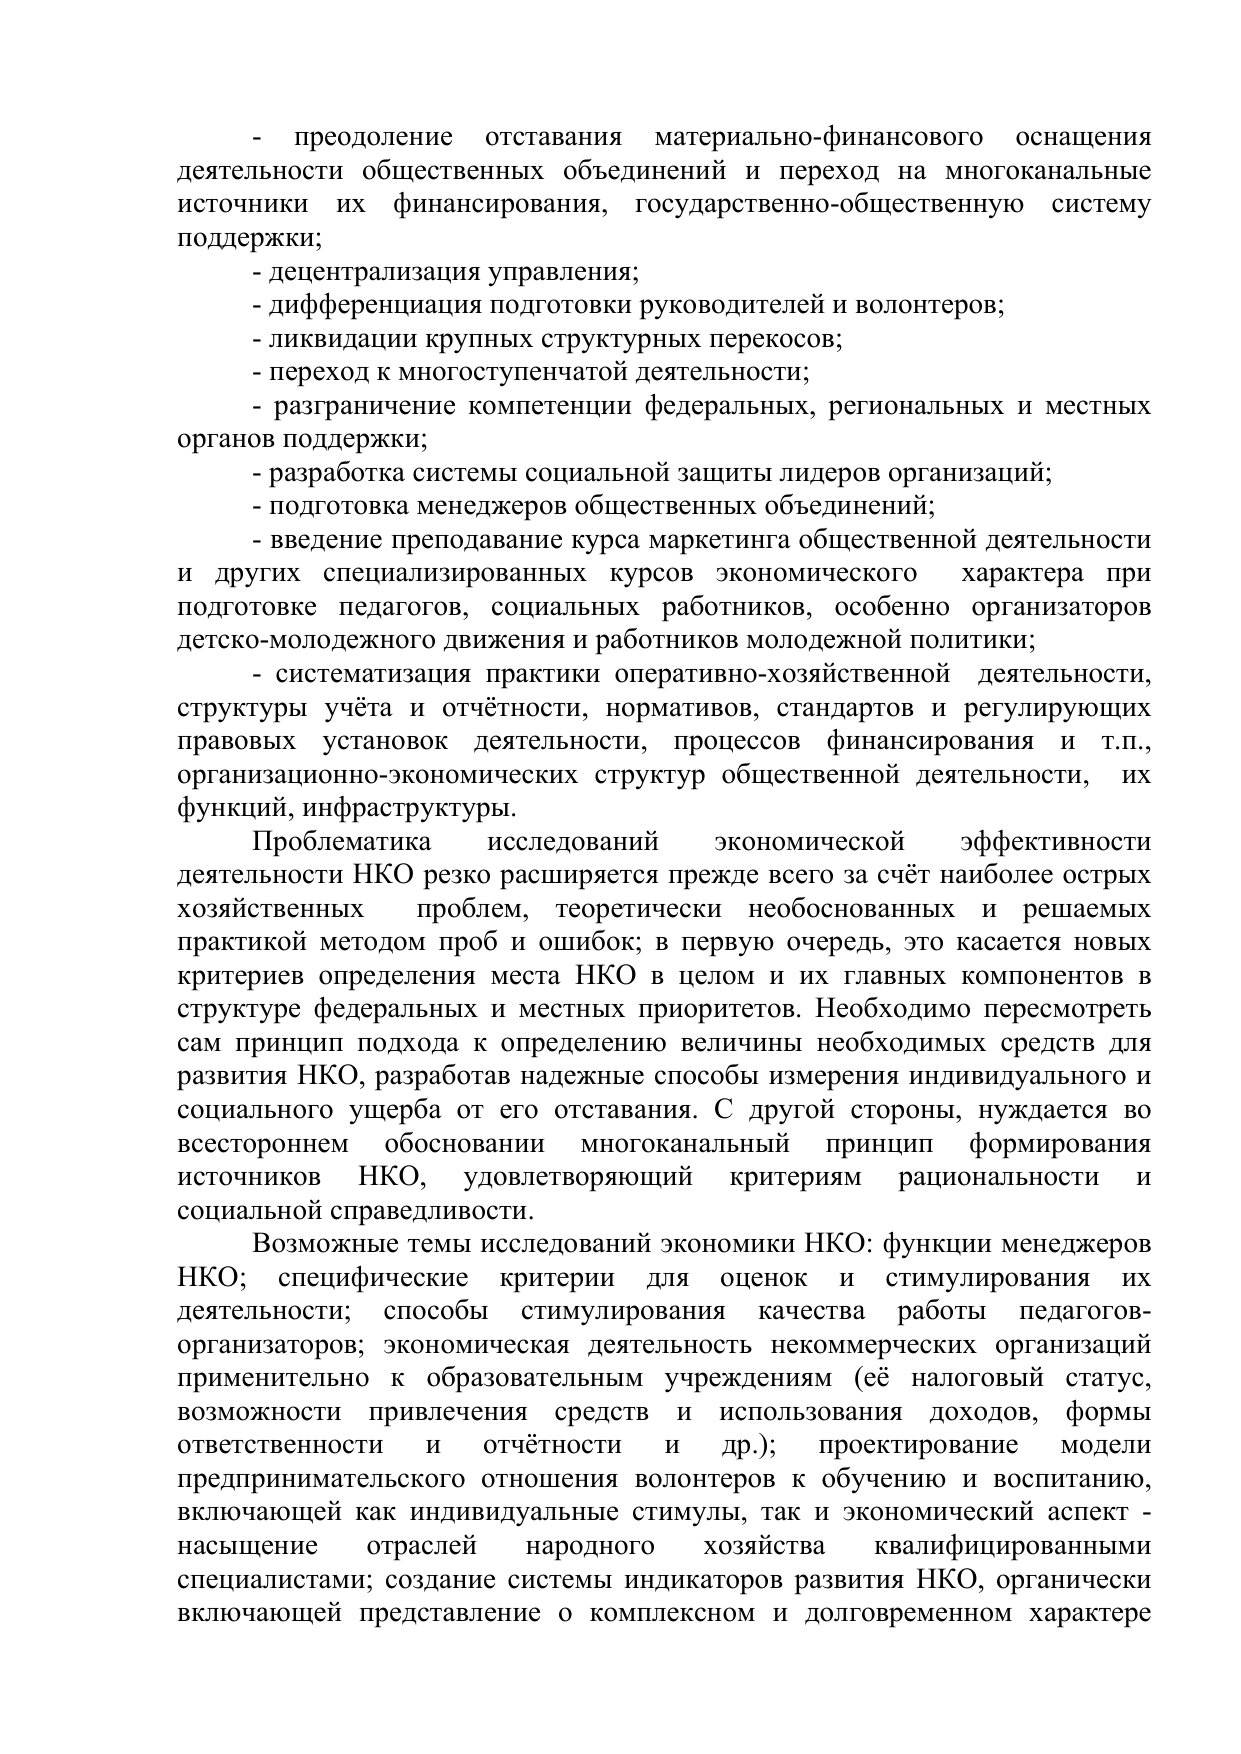 - преодоление отставания материально-финансового оснащения
деятельности общественных объединений и переход на многоканальные
источники их финансирования, государственно-общественную систему
поддержки;
- децентрализация управления;
- дифференциация подготовки руководителей и волонтеров;
- ликвидации крупных структурных перекосов;
- переход к многоступенчатой деятельности;
- разграничение компетенции федеральных, региональных и местных
органов поддержки;
- разработка системы социальной защиты лидеров организаций;
- подготовка менеджеров общественных объединений;
- введение преподавание курса маркетинга общественной деятельности
и других специализированных курсов экономического характера при
подготовке педагогов, социальных работников, особенно организаторов
детско-молодежного движения и работников молодежной политики;
- систематизация практики оперативно-хозяйственной деятельности,
структуры учёта и отчётности, нормативов, стандартов и регулирующих
правовых установок деятельности, процессов финансирования и т.п.,
организационно-экономических структур общественной деятельности, их
функций, инфраструктуры.
Проблематика исследований экономической эффективности
деятельности НКО резко расширяется прежде всего за счёт наиболее острых
хозяйственных проблем, теоретически необоснованных и решаемых
практикой методом проб и ошибок; в первую очередь, это касается новых
критериев определения места НКО в целом и их главных компонентов в
структуре федеральных и местных приоритетов. Необходимо пересмотреть
сам принцип подхода к определению величины необходимых средств для
развития НКО, разработав надежные способы измерения индивидуального и
социального ущерба от его отставания. С другой стороны, нуждается во
всестороннем обосновании многоканальный принцип формирования
источников НКО, удовлетворяющий критериям рациональности и
социальной справедливости.
Возможные темы исследований экономики НКО: функции менеджеров
НКО; специфические критерии для оценок и стимулирования их
деятельности; способы стимулирования качества работы педагогов-
организаторов; экономическая деятельность некоммерческих организаций
применительно к образовательным учреждениям (её налоговый статус,
возможности привлечения средств и использования доходов, формы
ответственности и отчётности и др.); проектирование модели
предпринимательского отношения волонтеров к обучению и воспитанию,
включающей как индивидуальные стимулы, так и экономический аспект -
насыщение отраслей народного хозяйства квалифицированными
специалистами; создание системы индикаторов развития НКО, органически
включающей представление о комплексном и долговременном характере